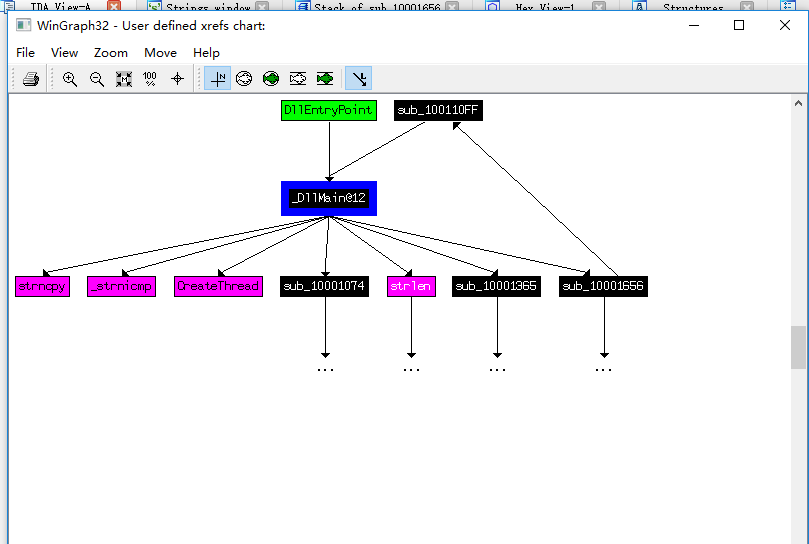 IDA View-A
Strings window
Stack of sub_10001656
Hex View-1
Structures
WinGraph32 - User defined xrefs chart:
File View Zoom Move Help
100
%
N
DllEntryPoint
sub_100110FF
_DllMain@12
strncpy
_strnicmp
CreateThread
sub_10001074
strlen
sub_10001365
sub_10001656
...
...
...
...